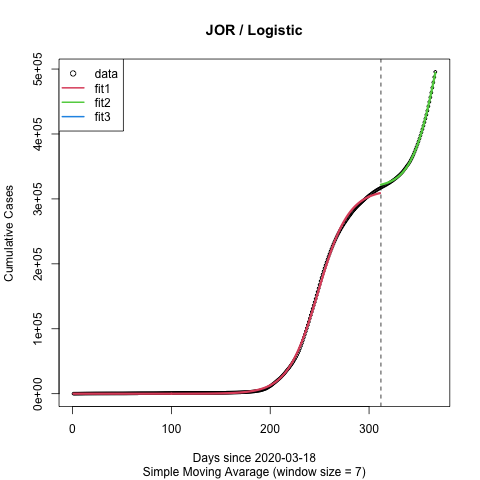 JOR / Logistic
data
fit1
fit2
fit3
Cumulative Cases
5e+05
4e+05
3e+05
2e+05
1e+05
0e+00
0 100 200 300
Days since 2020-03-18
Simple Moving Avarage (window size = 7)